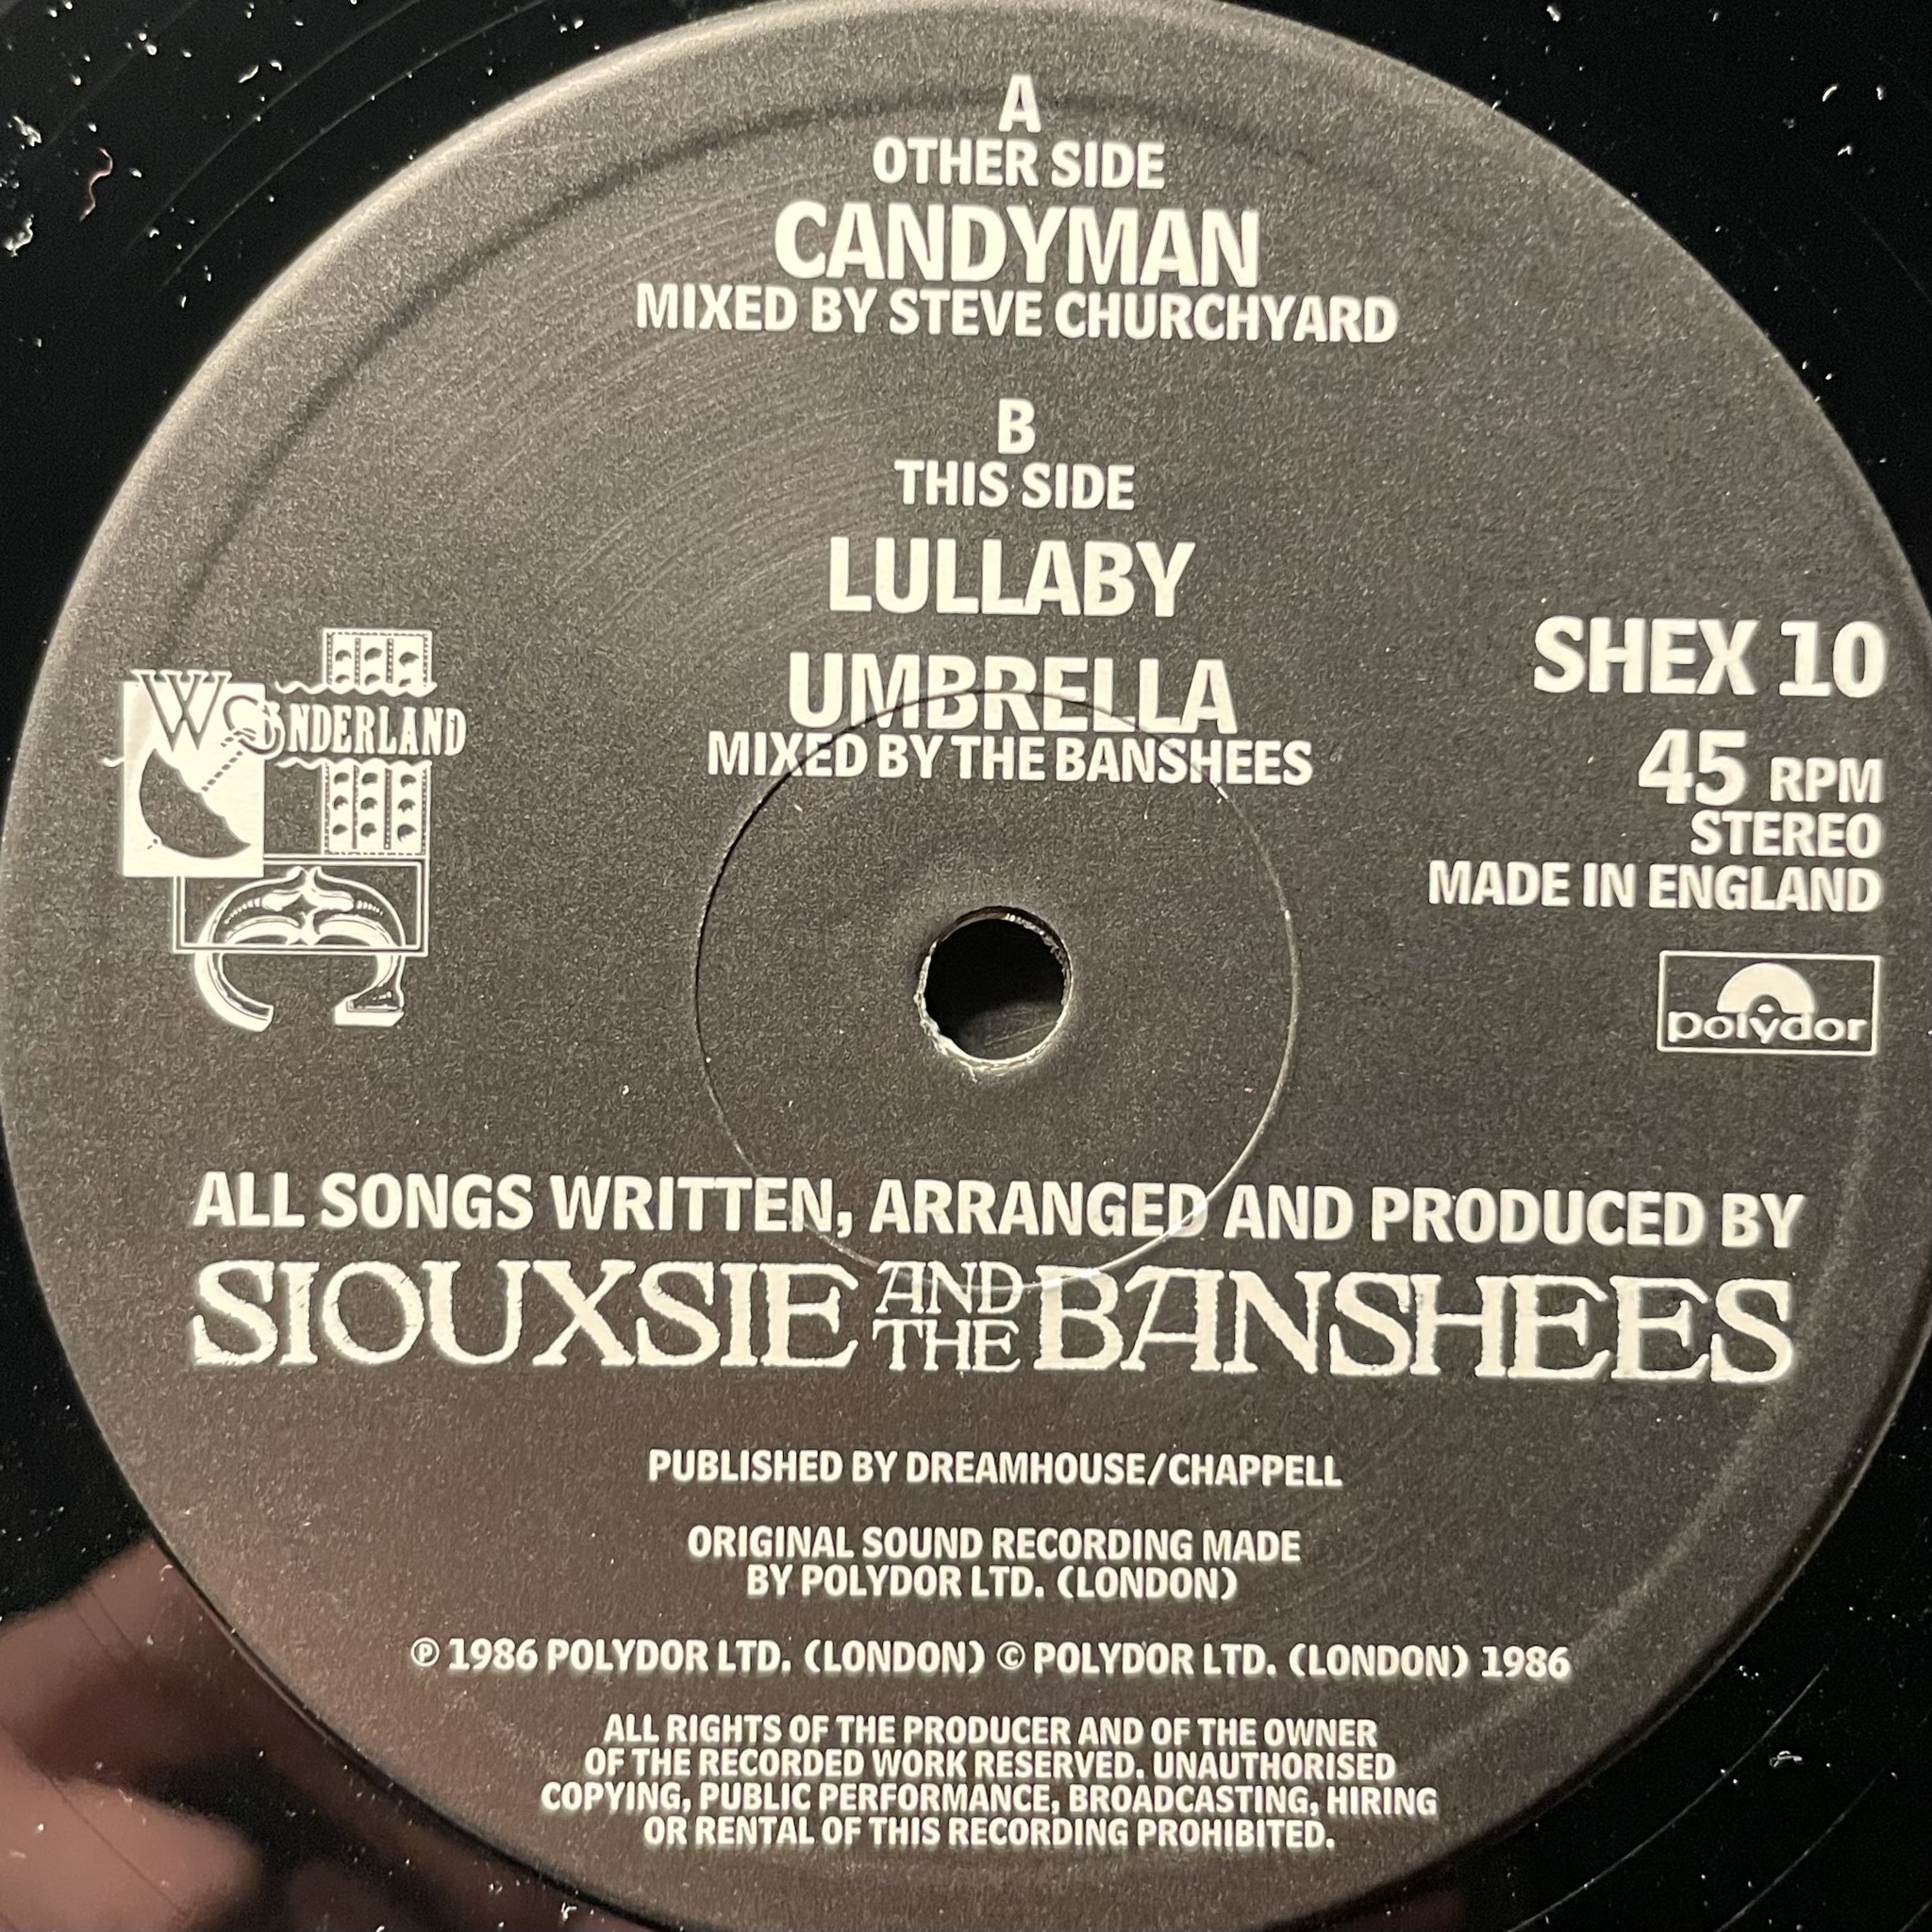 A
OTHER SIDE
CANDYMAN
MIXED BY STEVE CHURCHYARD
B
THIS SIDE
LULLABY
UMBRELLA
MIXED BY THE BANSHEES
WONDERLAND
SHEX 10
45 RPM
STEREO
MADE IN ENGLAND
polydor
ALL SONGS WRITTEN, ARRANGED AND PRODUCED BY
SIOUXSIE AND THE BANSHEES
PUBLISHED BY DREAMHOUSE/CHAPPELL
ORIGINAL SOUND RECORDING MADE
BY POLYDOR LTD. (LONDON)
℗ 1986 POLYDOR LTD. (LONDON) © POLYDOR LTD. (LONDON) 1986
ALL RIGHTS OF THE PRODUCER AND OF THE OWNER
OF THE RECORDED WORK RESERVED. UNAUTHORISED
COPYING, PUBLIC PERFORMANCE, BROADCASTING, HIRING
OR RENTAL OF THIS RECORDING PROHIBITED.